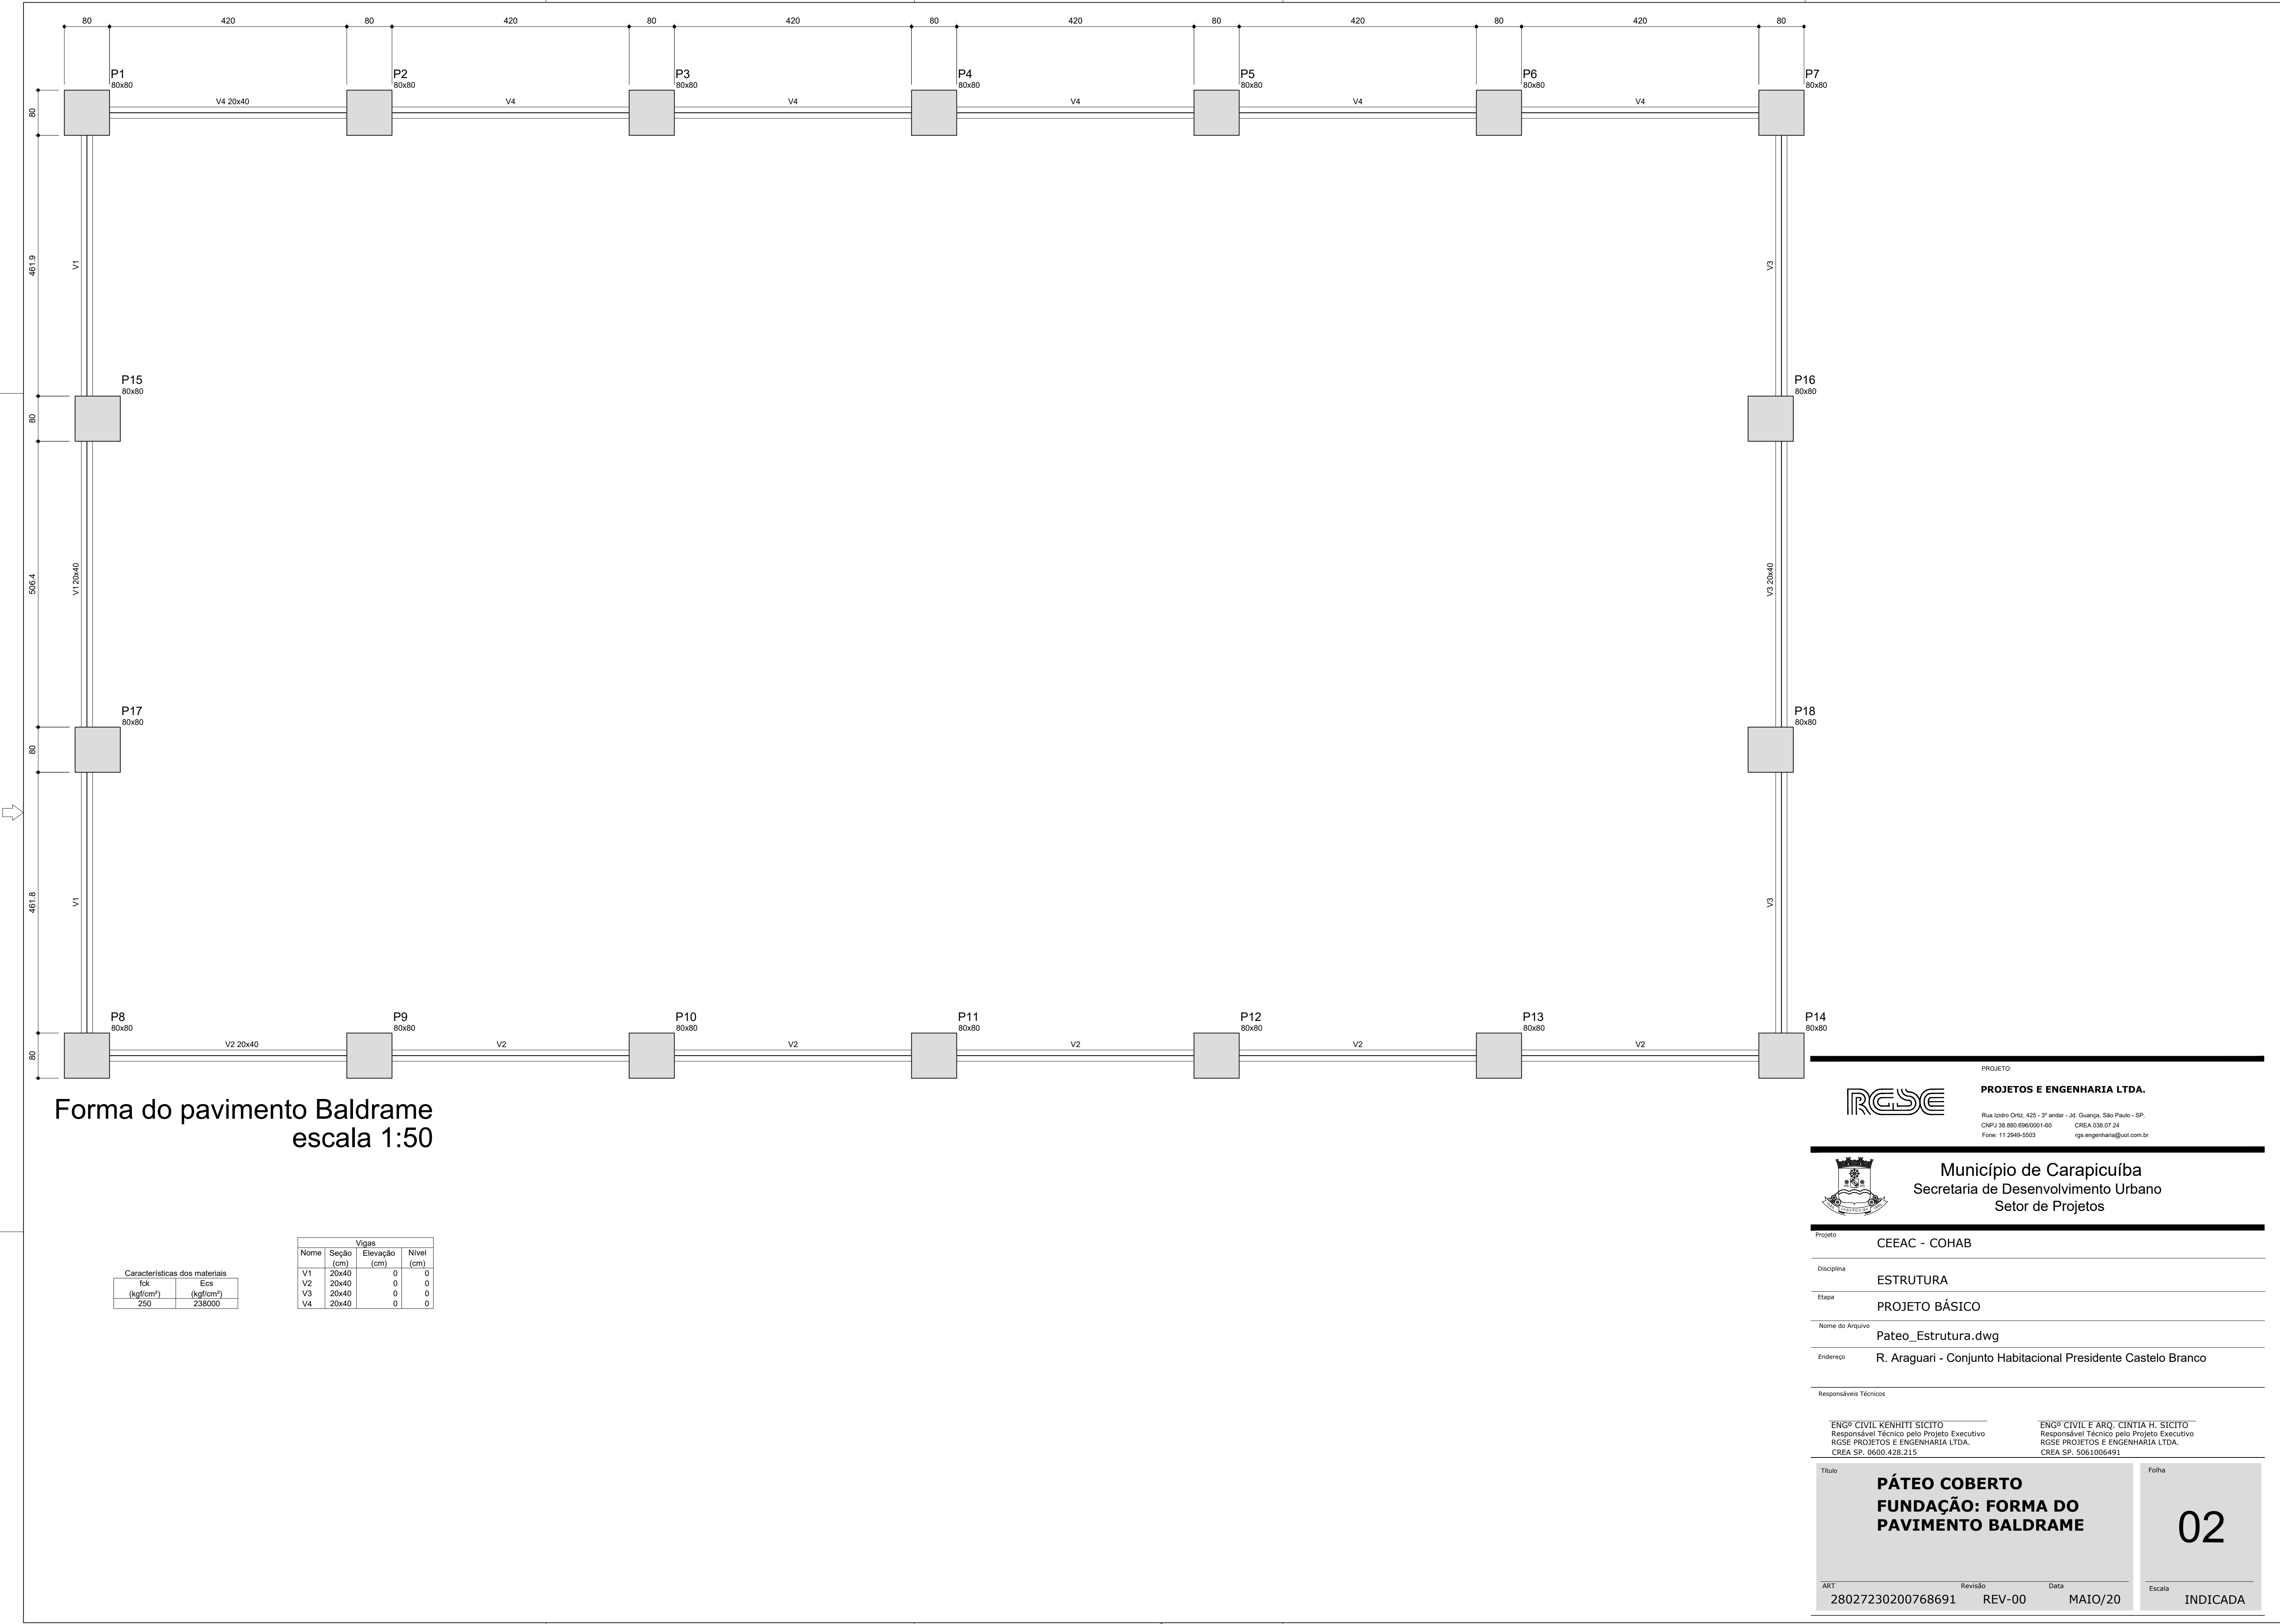 80 420 80 420 80 420 80 420 80 420 80 420 80
P1 P2 P3 P4 P5 P6 P7
80x80 80x80 80x80 80x80 80x80 80x80 80x80
V4 20x40 V4 V4 V4 V4 V4
80
461.9
V1
V3
P15 P16
80x80 80x80
80
506.4
V1 20x40
V3 20x40
P17 P18
80x80 80x80
80
461.8
V1
V3
P8 P9 P10 P11 P12 P13 P14
80x80 80x80 80x80 80x80 80x80 80x80 80x80
V2 20x40 V2 V2 V2 V2 V2
80
Forma do pavimento Baldrame
escala 1:50
Características dos materiais
fck Ecs
(kgf/cm²) (kgf/cm²)
250 238000
Vigas
Nome Seção Elevação Nível
(cm) (cm) (cm)
V1 20x40 0 0
V2 20x40 0 0
V3 20x40 0 0
V4 20x40 0 0
RGSE
PROJETO:
PROJETOS E ENGENHARIA LTDA.
Rua Izidro Ortiz, 425 - 3º andar - Jd. Guança, São Paulo - SP.
CNPJ 38.880.696/0001-60 CREA 038.07.24
Fone: 11 2949-5503 rgs.engenharia@uol.com.br
Município de Carapicuíba
Secretaria de Desenvolvimento Urbano
Setor de Projetos
Projeto
CEEAC - COHAB
Disciplina
ESTRUTURA
Etapa
PROJETO BÁSICO
Nome do Arquivo
Pateo_Estrutura.dwg
Endereço R. Araguari - Conjunto Habitacional Presidente Castelo Branco
Responsáveis Técnicos
ENGº CIVIL KENHITI SICITO
Responsável Técnico pelo Projeto Executivo
RGSE PROJETOS E ENGENHARIA LTDA.
CREA SP. 0600.428.215
ENGº CIVIL E ARQ. CINTIA H. SICITO
Responsável Técnico pelo Projeto Executivo
RGSE PROJETOS E ENGENHARIA LTDA.
CREA SP. 5061006491
Título
PÁTEO COBERTO
FUNDAÇÃO: FORMA DO
PAVIMENTO BALDRAME
Folha
02
ART Revisão Data
28027230200768691 REV-00 MAIO/20
Escala
INDICADA